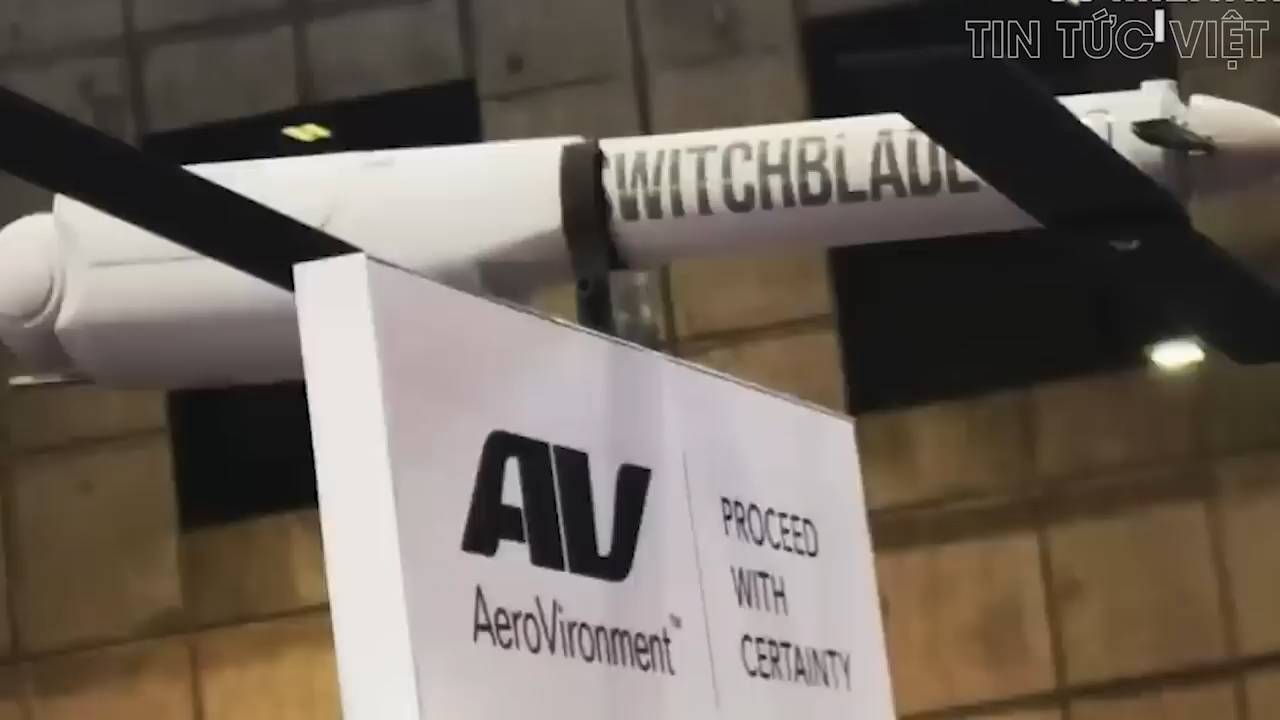 TIN TỨC VIỆT
SWITCHBLADE
AV
AeroVironment™
PROCEED
WITH
CERTAINTY